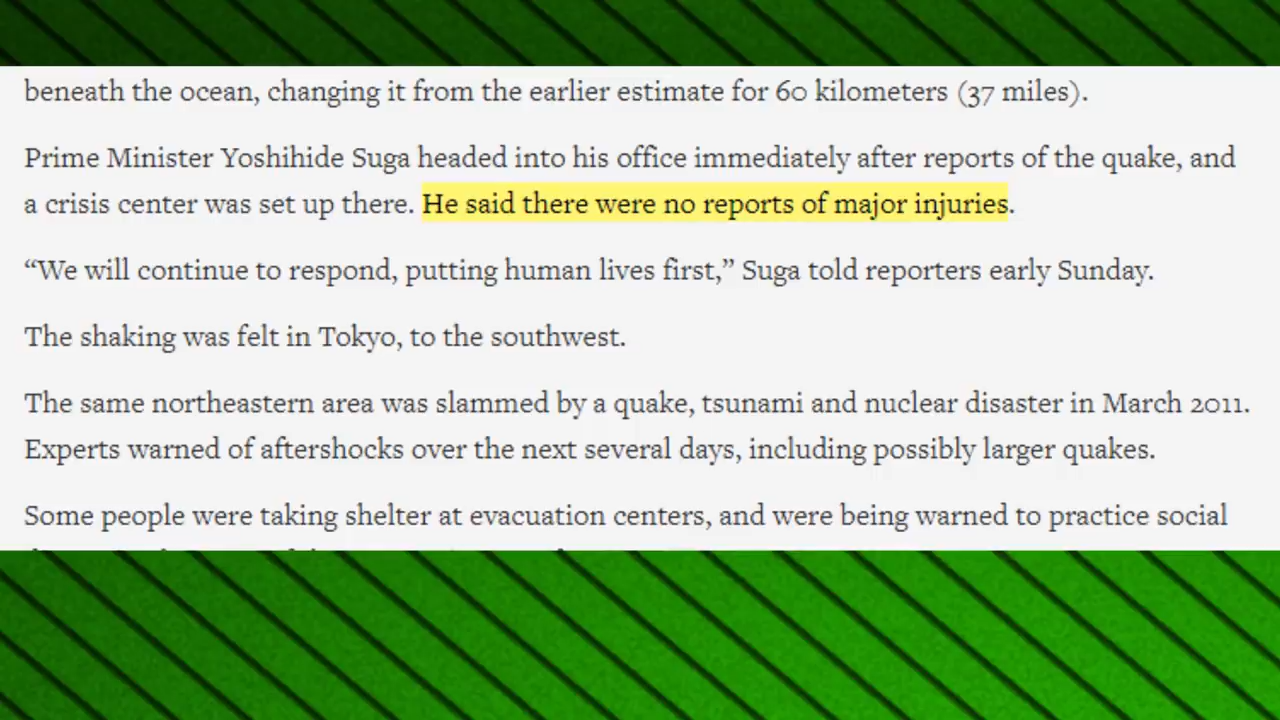 beneath the ocean, changing it from the earlier estimate for 60 kilometers (37 miles).
Prime Minister Yoshihide Suga headed into his office immediately after reports of the quake, and
a crisis center was set up there. He said there were no reports of major injuries.
“We will continue to respond, putting human lives first,” Suga told reporters early Sunday.
The shaking was felt in Tokyo, to the southwest.
The same northeastern area was slammed by a quake, tsunami and nuclear disaster in March 2011.
Experts warned of aftershocks over the next several days, including possibly larger quakes.
Some people were taking shelter at evacuation centers, and were being warned to practice social